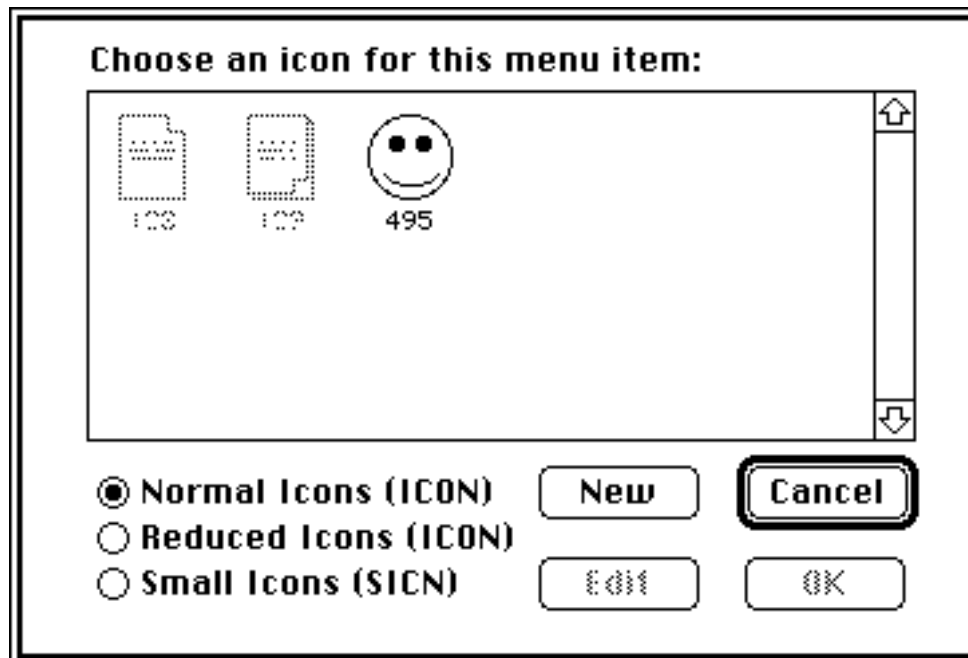 Choose an icon for this menu item:
495
Normal Icons (ICON)
New
Cancel
Reduced Icons (ICON)
Small Icons (SICN)
Edit
OK